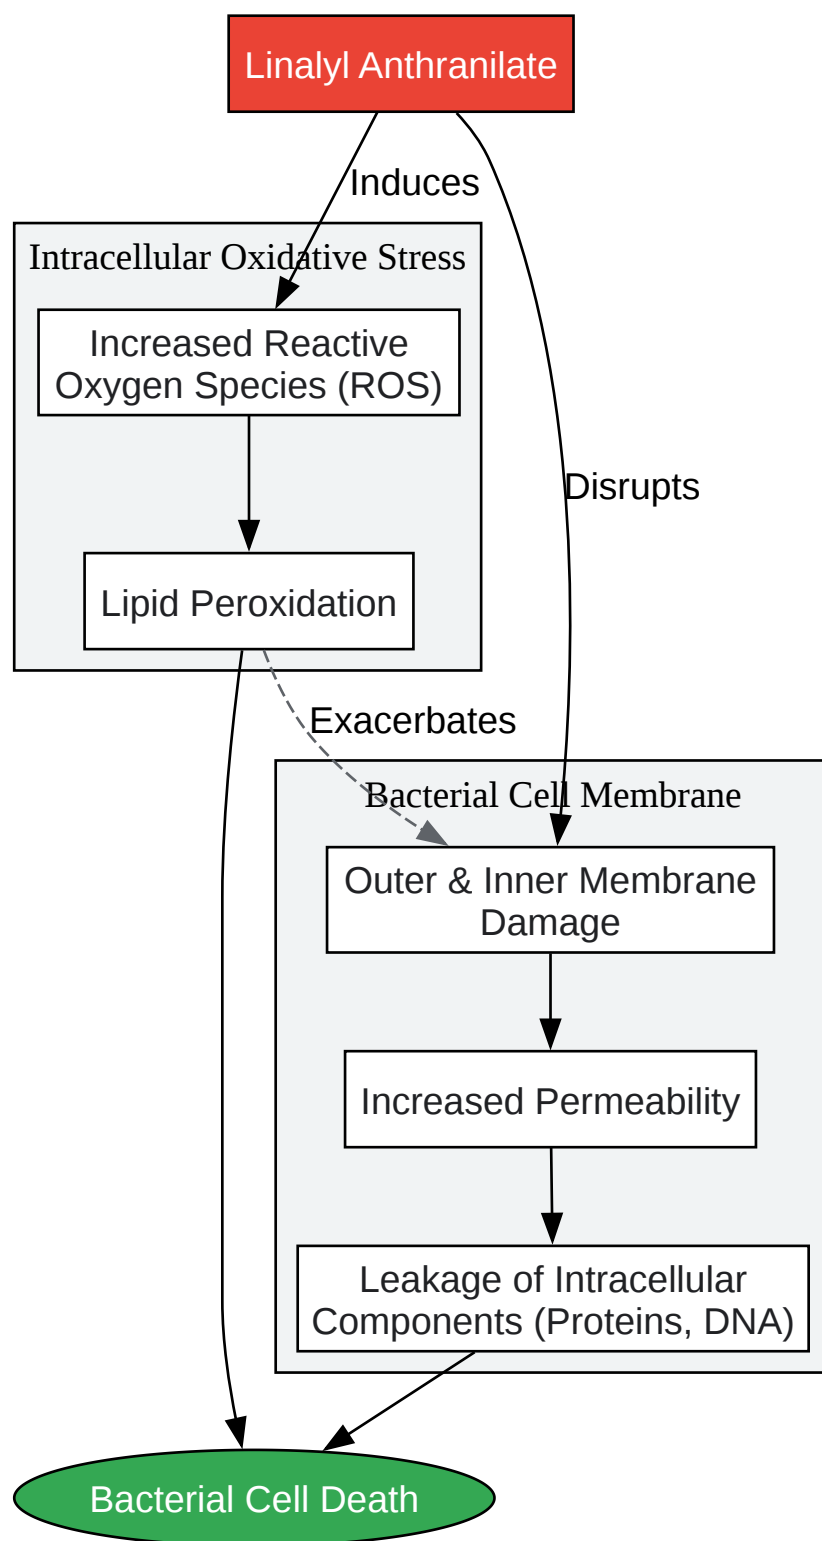 Linalyl Anthranilate
Induces
Intracellular Oxidative Stress
Increased Reactive
Oxygen Species (ROS)
Disrupts
Lipid Peroxidation
Exacerbates
Bacterial Cell Membrane
Outer & Inner Membrane
Damage
Increased Permeability
Leakage of Intracellular
Components (Proteins, DNA)
Bacterial Cell Death